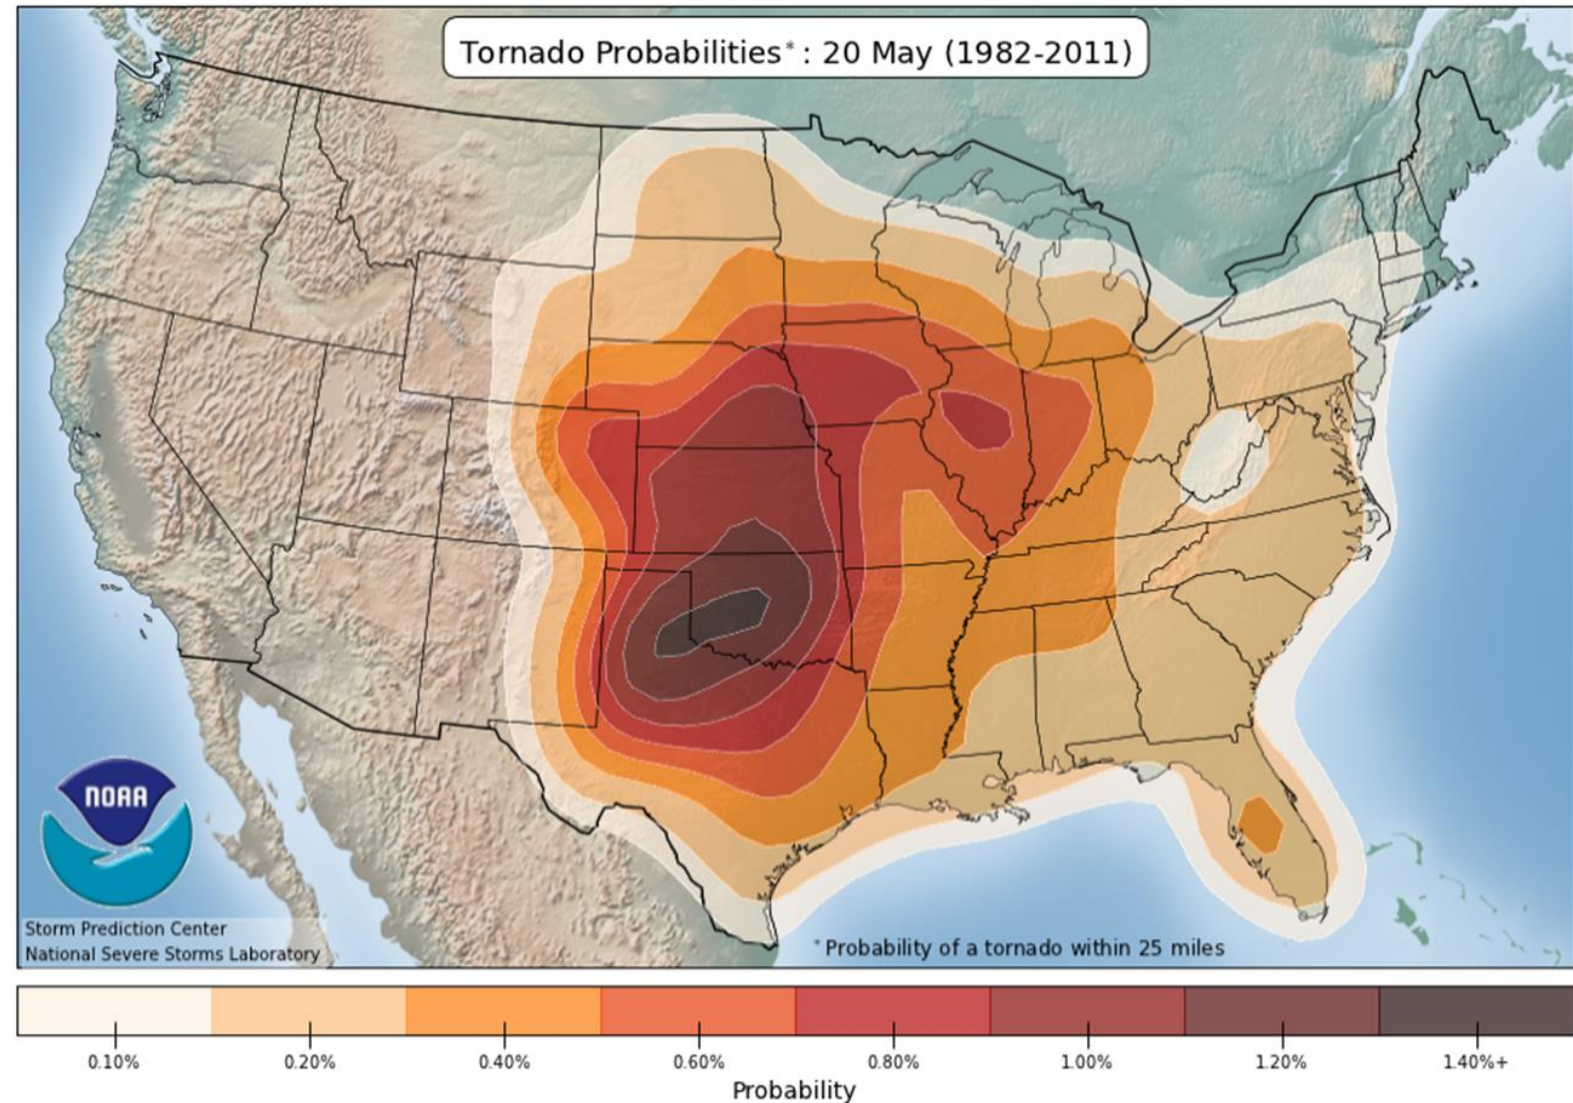 Tornado Probabilities*: 20 May (1982-2011)
NOAA
Storm Prediction Center
National Severe Storms Laboratory
*Probability of a tornado within 25 miles
0.10% 0.20% 0.40% 0.60% 0.80% 1.00% 1.20% 1.40%+
Probability